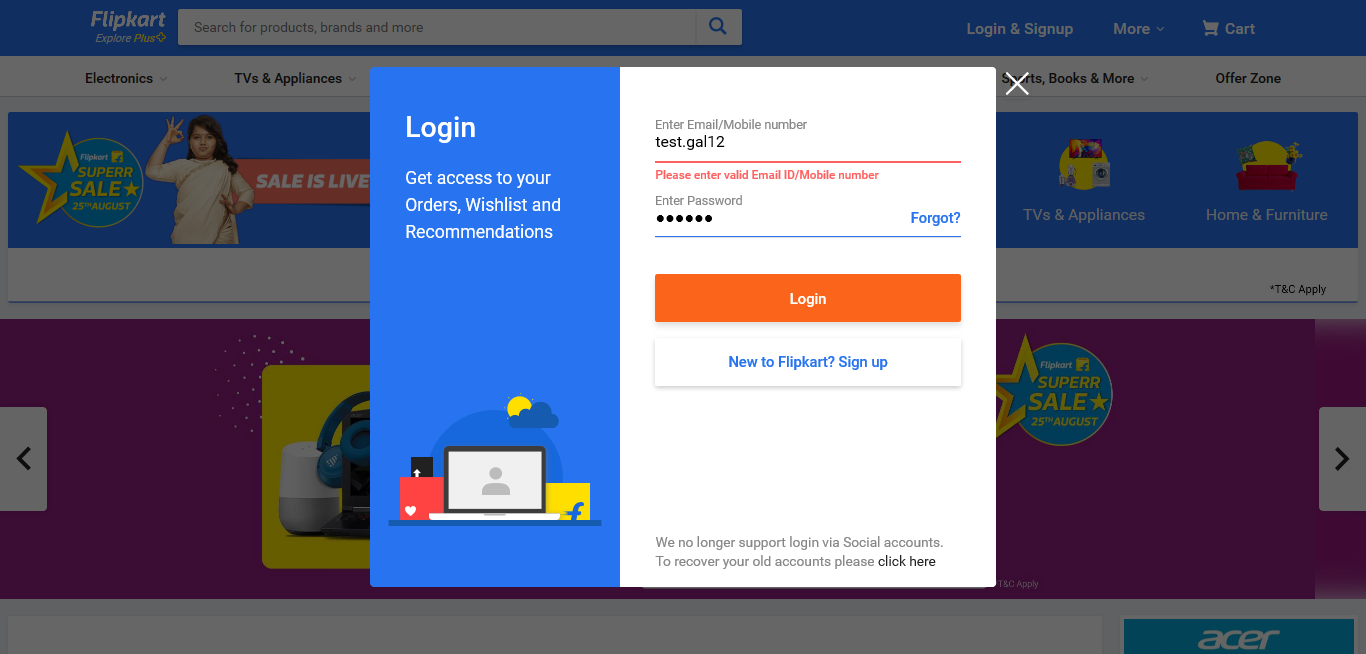 Flipkart
Explore Plus
Search for products, brands and more
Login & Signup
More
Cart
Electronics
TVs & Appliances
Sports, Books & More
Offer Zone
Flipkart
SUPERR
SALE
25TH AUGUST
SALE IS LIVE
TVs & Appliances
Home & Furniture
*T&C Apply
Login
Get access to your
Orders, Wishlist and
Recommendations
Enter Email/Mobile number
test.gal12
Please enter valid Email ID/Mobile number
Enter Password
••••••
Forgot?
Login
New to Flipkart? Sign up
We no longer support login via Social accounts.
To recover your old accounts please click here
Flipkart
SUPERR
SALE
25TH AUGUST
T&C Apply
acer